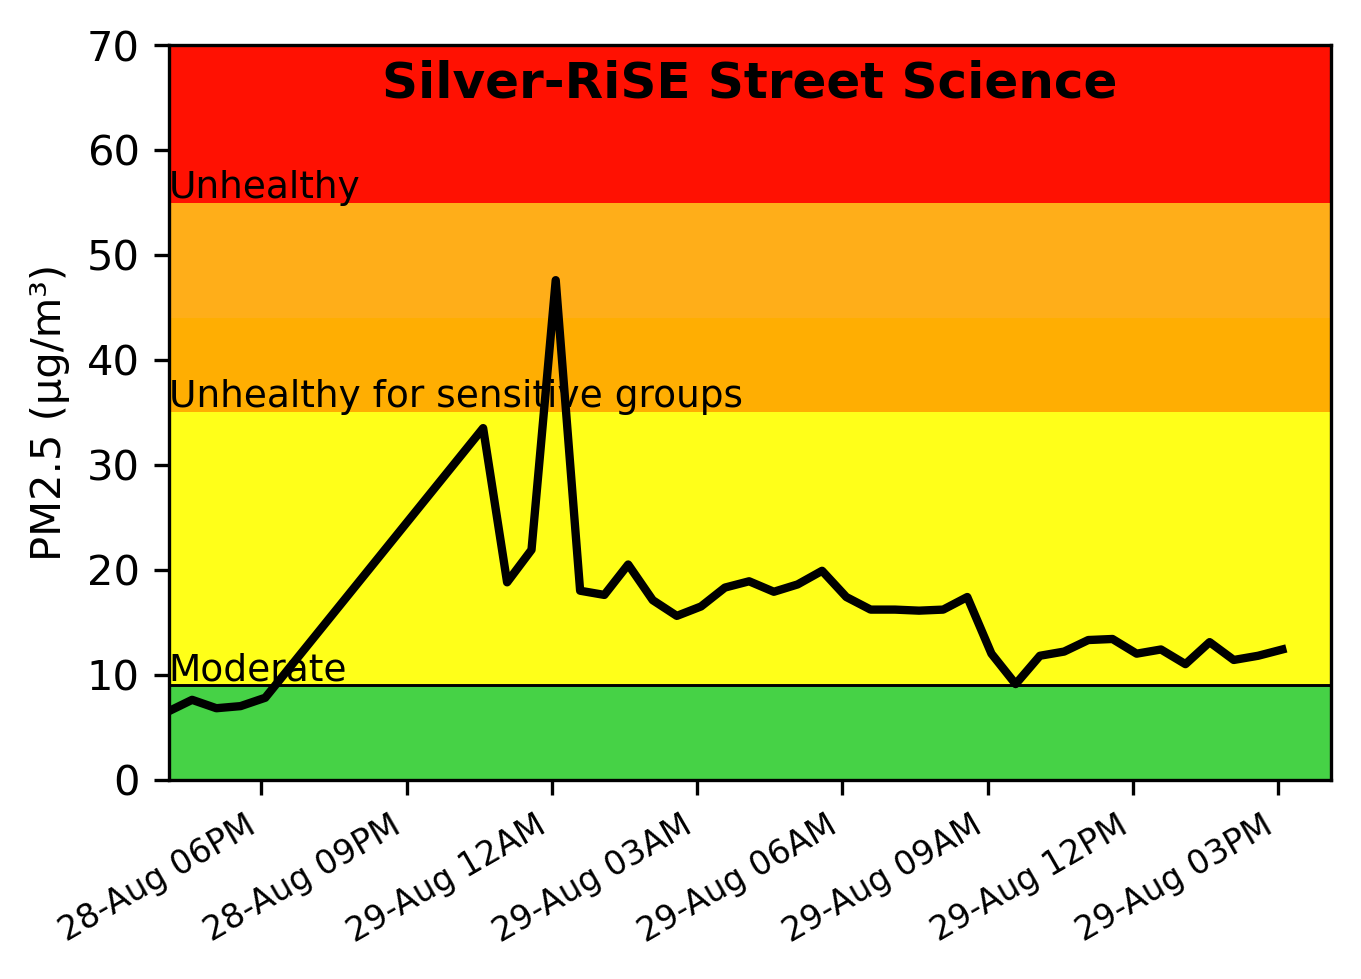 Silver-RiSE Street Science
PM2.5 (µg/m³)
70
60
50
40
30
20
10
0
Unhealthy
Unhealthy for sensitive groups
Moderate
28-Aug 06PM
28-Aug 09PM
29-Aug 12AM
29-Aug 03AM
29-Aug 06AM
29-Aug 09AM
29-Aug 12PM
29-Aug 03PM